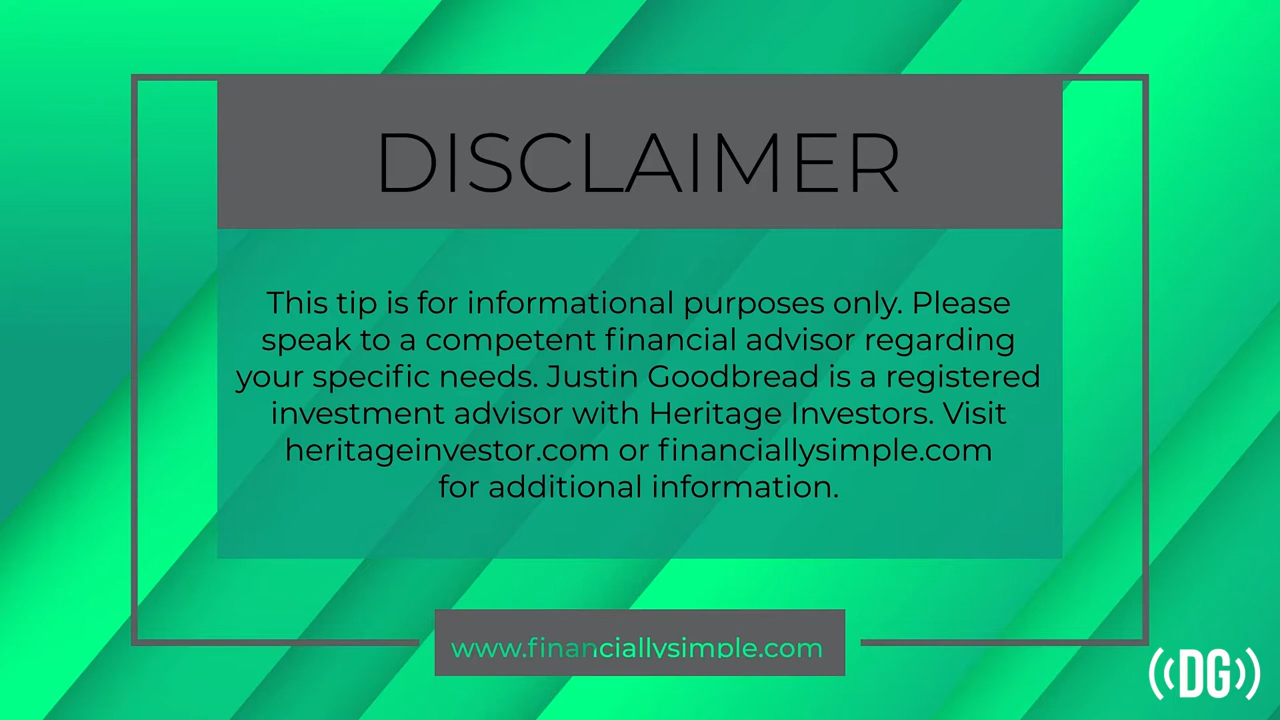 DISCLAIMER
This tip is for informational purposes only. Please
speak to a competent financial advisor regarding
your specific needs. Justin Goodbread is a registered
investment advisor with Heritage Investors. Visit
heritageinvestor.com or financiallysimple.com
for additional information.
www.financiallysimple.com
((DG))